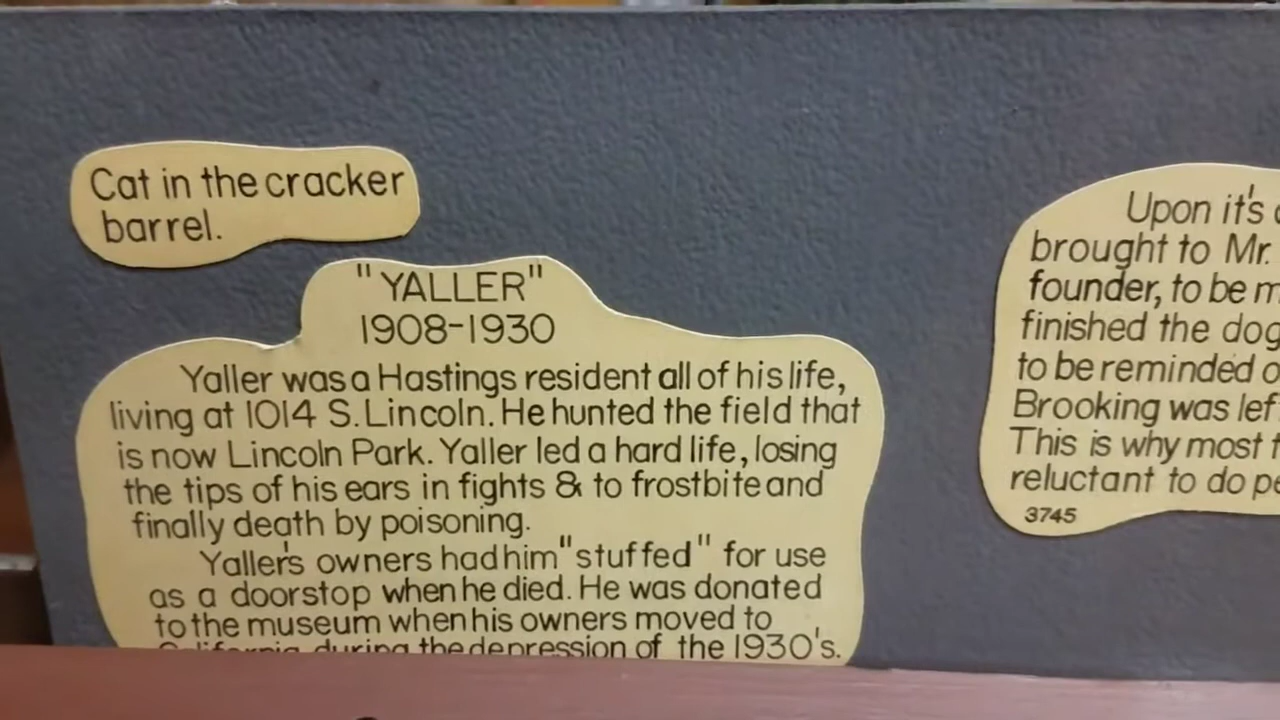 Cat in the cracker
barrel.
"YALLER"
1908-1930
Yaller was a Hastings resident all of his life,
living at 1014 S. Lincoln. He hunted the field that
is now Lincoln Park. Yaller led a hard life, losing
the tips of his ears in fights & to frostbite and
finally death by poisoning.
Yaller's owners had him "stuffed" for use
as a doorstop when he died. He was donated
to the museum when his owners moved to
California during the depression of the 1930's.
Upon it's
brought to Mr.
founder, to be m
finished the dog
to be reminded o
Brooking was lef
This is why most
reluctant to do pe
3745